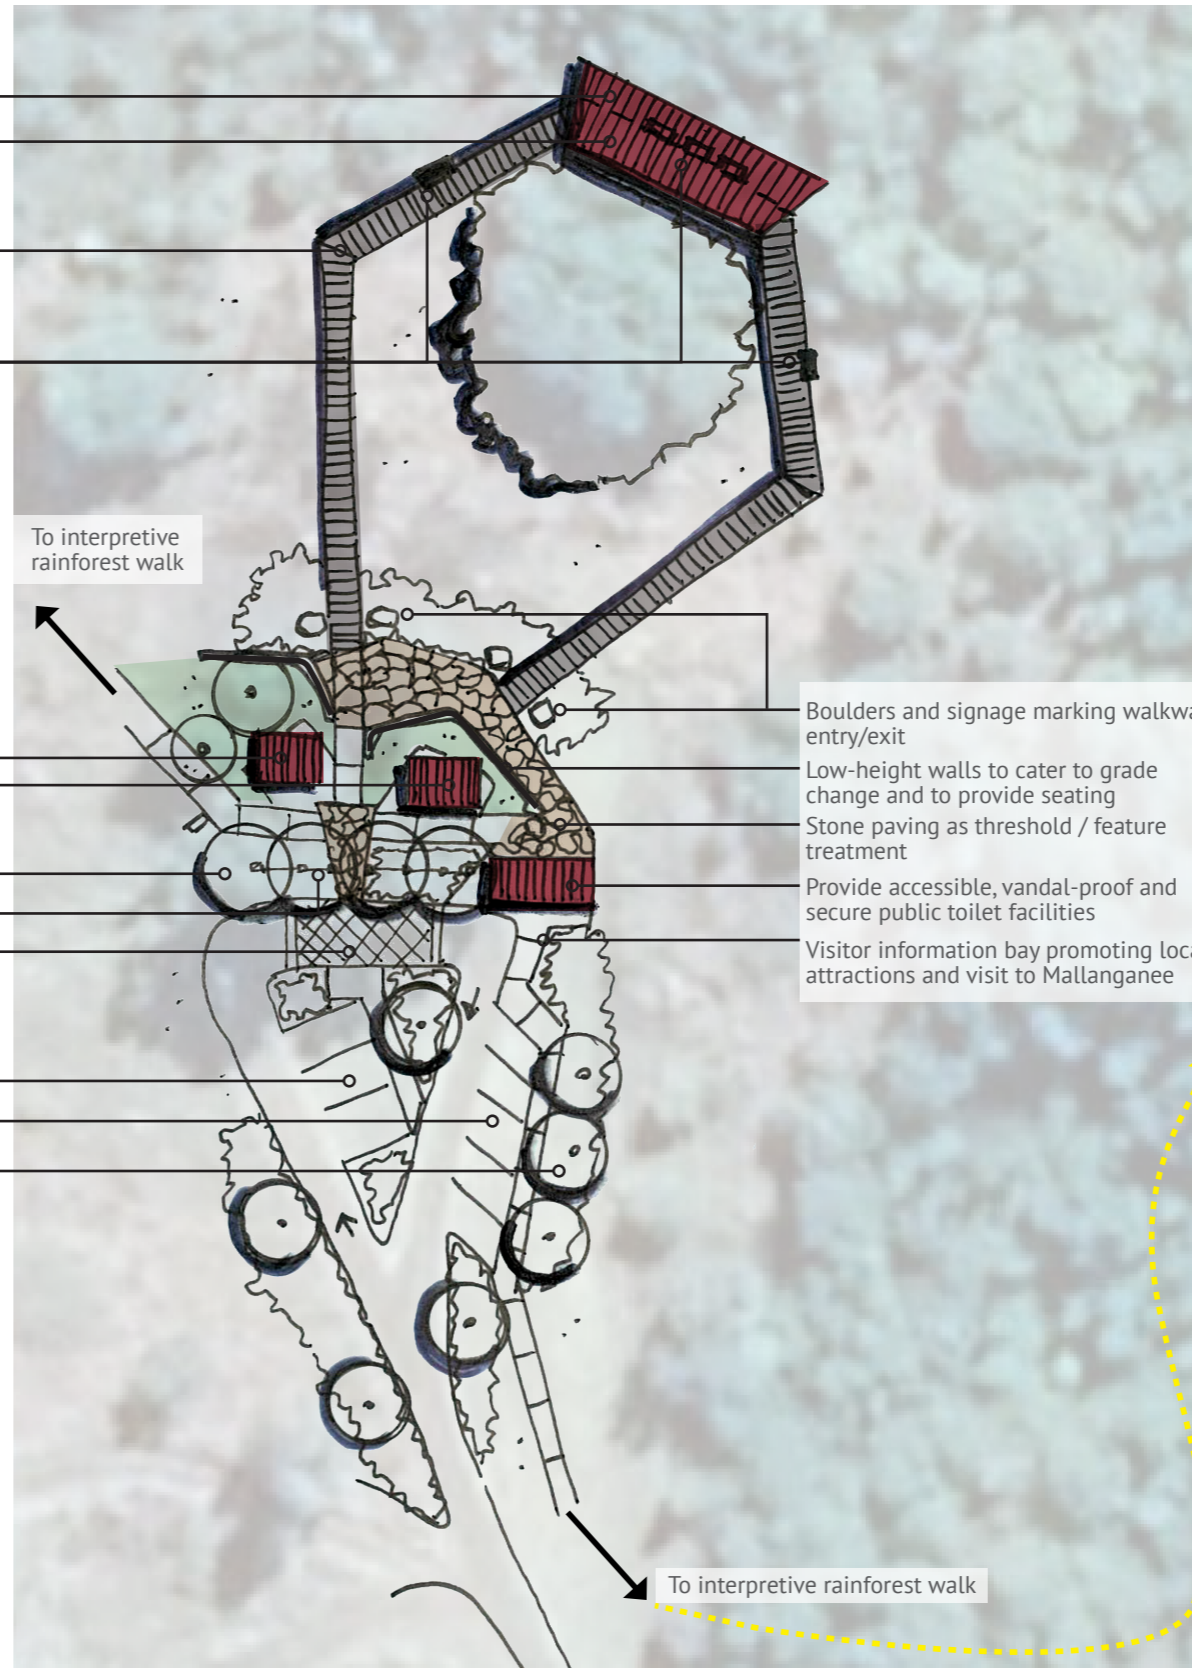 To interpretive
rainforest walk
Boulders and signage marking
entry/exit
Low-height walls to cater to grade
change and to provide seating
Stone paving as threshold / feature
treatment
Provide accessible, vandal-proof and
secure public toilet facilities
Visitor information bay promoting
attractions and visit to Mallanganee
To interpretive rainforest walk